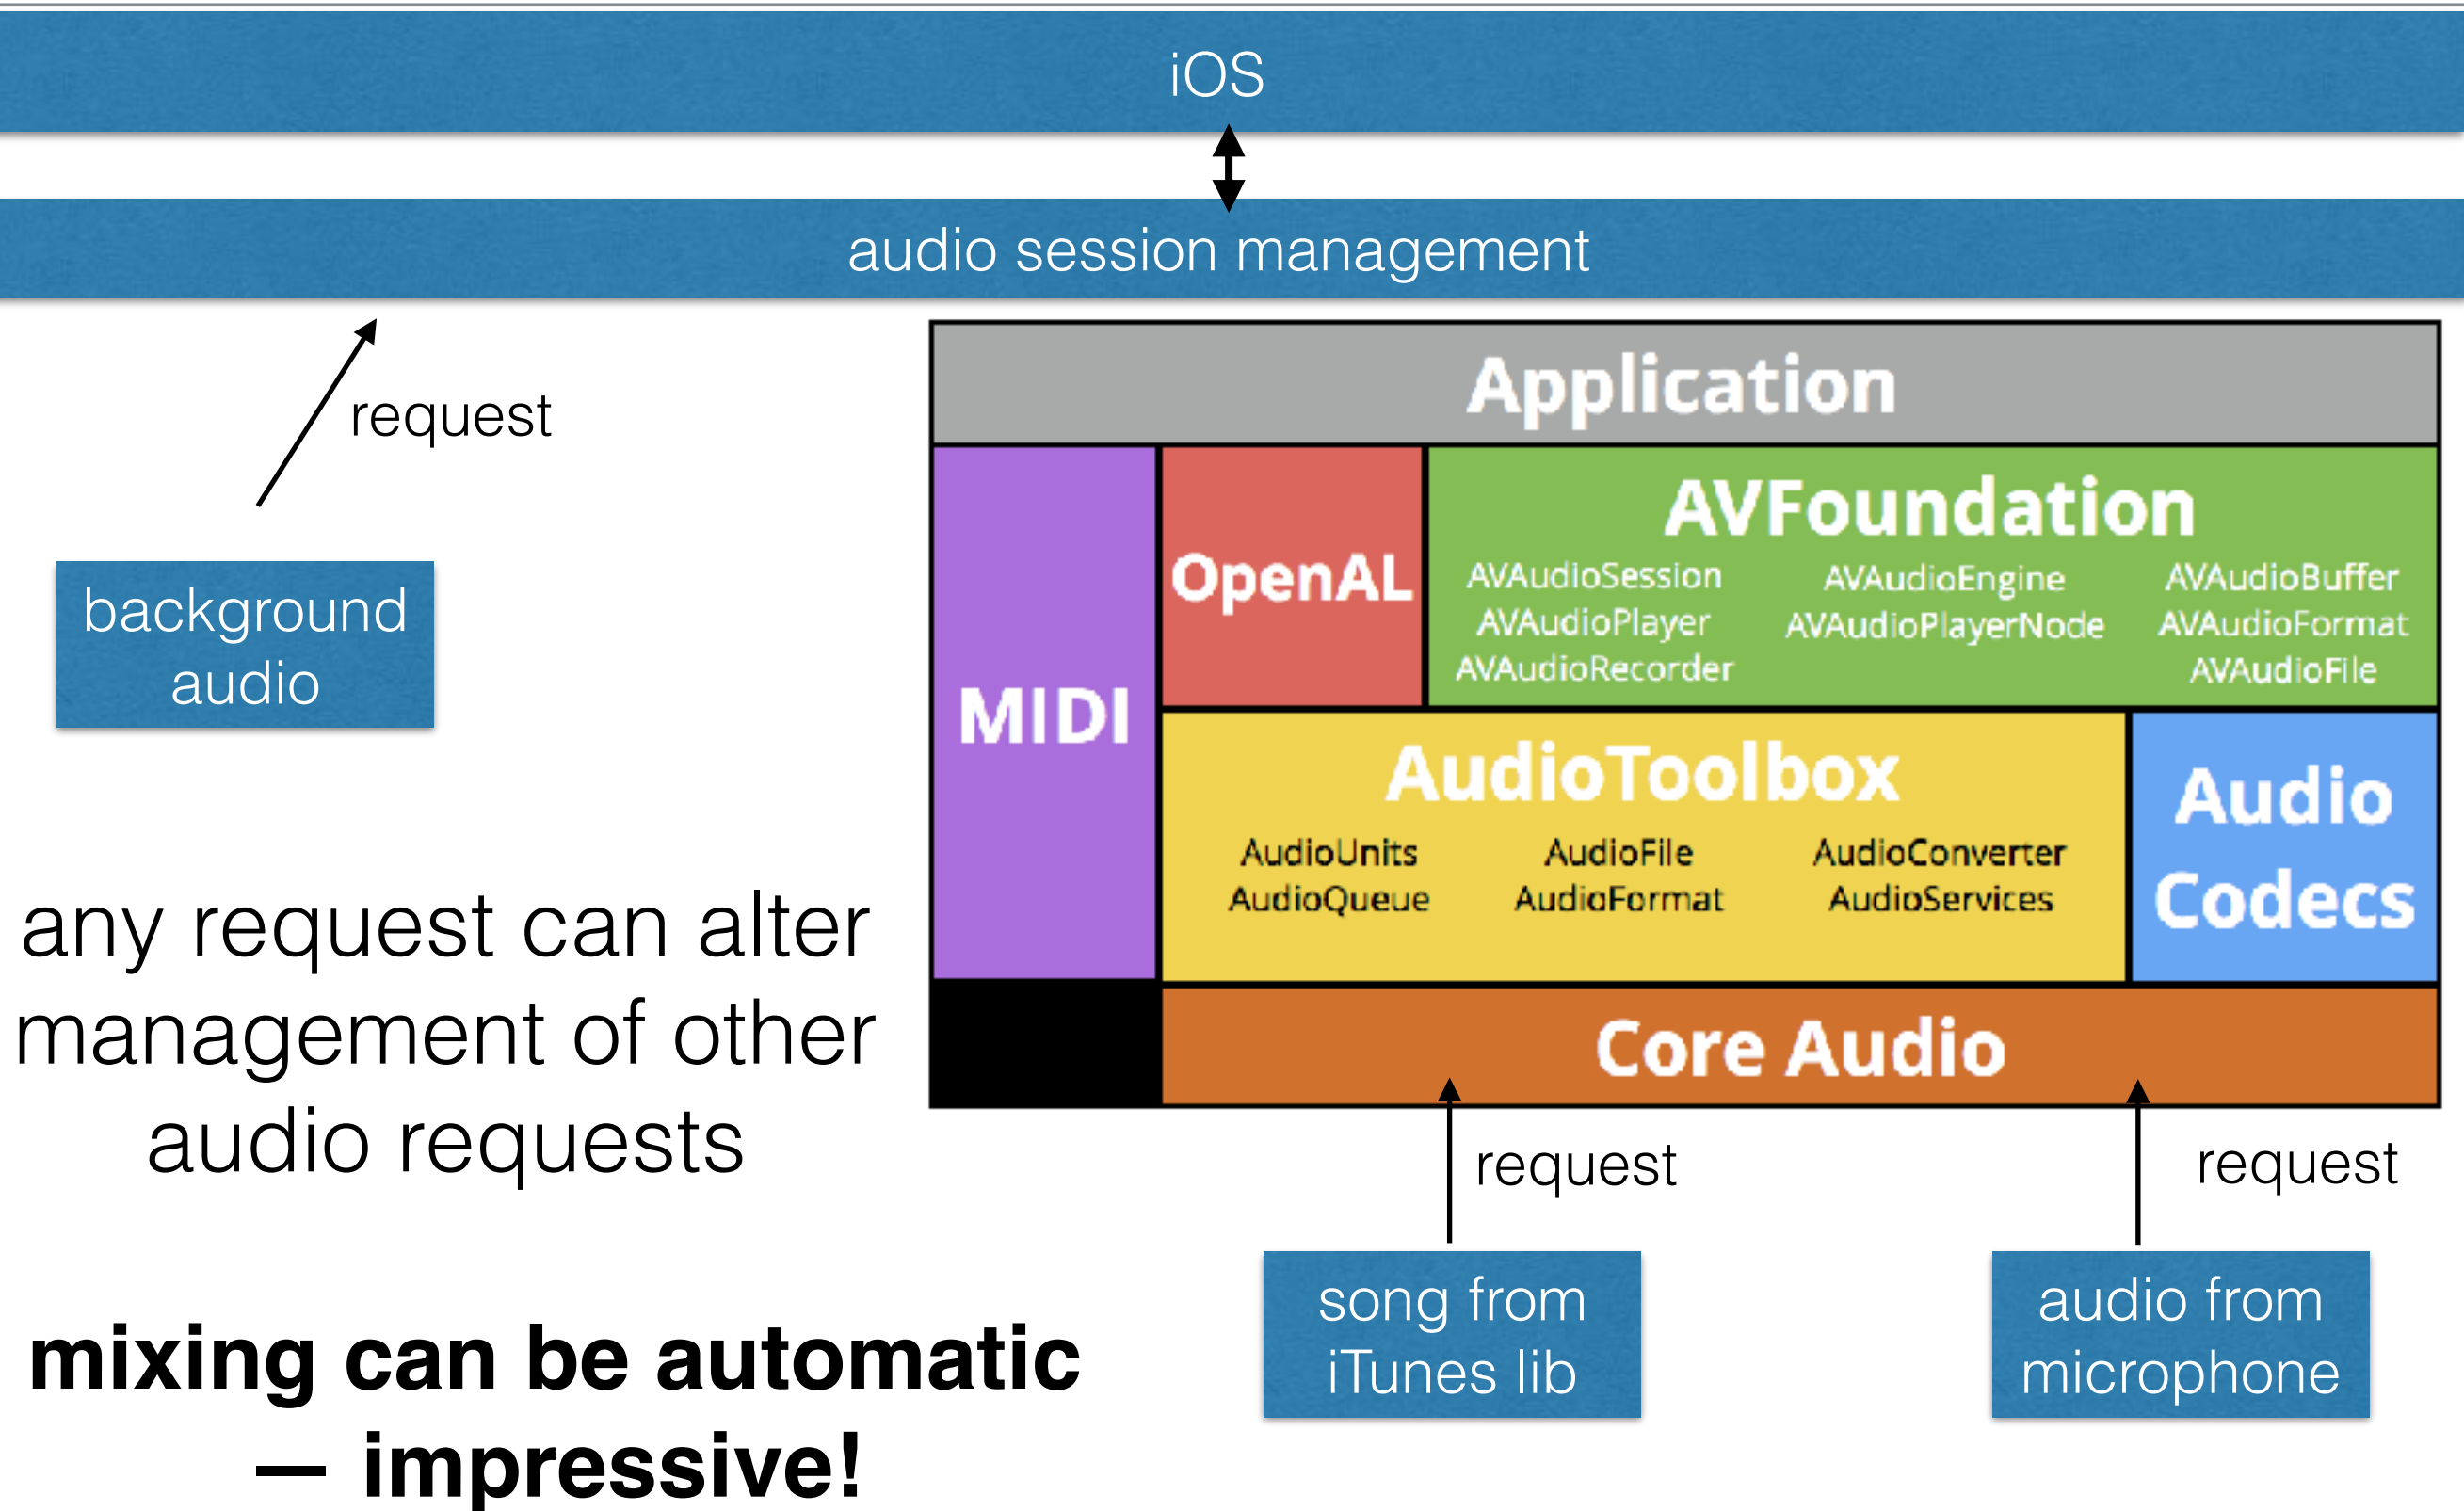 iOS
audio session management
request
background
audio
any request can alter
management of other
audio requests
mixing can be automatic
— impressive!
Application
MIDI
OpenAL
AVFoundation
AVAudioSession
AVAudioPlayer
AVAudioRecorder
AVAudioEngine
AVAudioPlayerNode
AVAudioBuffer
AVAudioFormat
AVAudioFile
AudioToolbox
AudioUnits
AudioQueue
AudioFile
AudioFormat
AudioConverter
AudioServices
Audio
Codecs
Core Audio
request
request
song from
iTunes lib
audio from
microphone